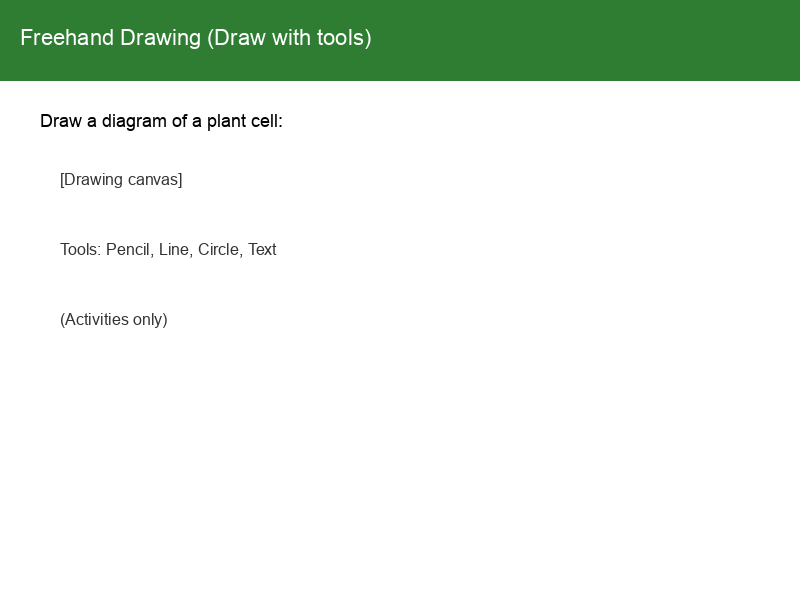 Freehand Drawing (Draw with tools)
Draw a diagram of a plant cell:
[Drawing canvas]
Tools: Pencil, Line, Circle, Text
(Activities only)